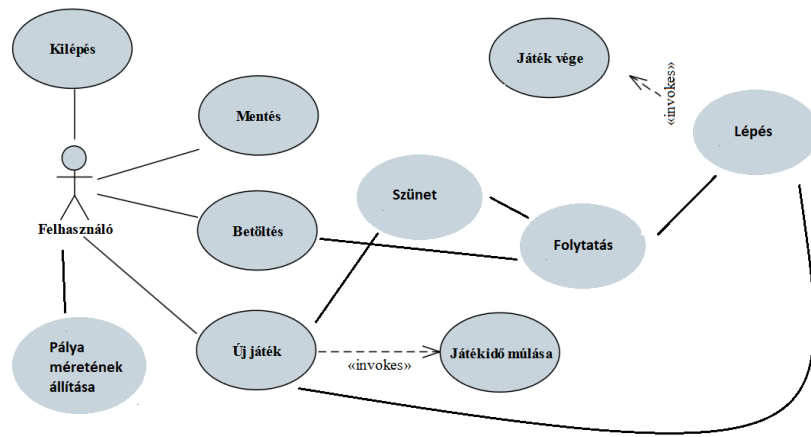 Kilépés
Játék vége
«invokes»
Mentés
Lépés
Szünet
Felhasználó
Betöltés
Folytatás
Pálya
méretének
állítása
Új játék
«invokes»
Játékidő múlása